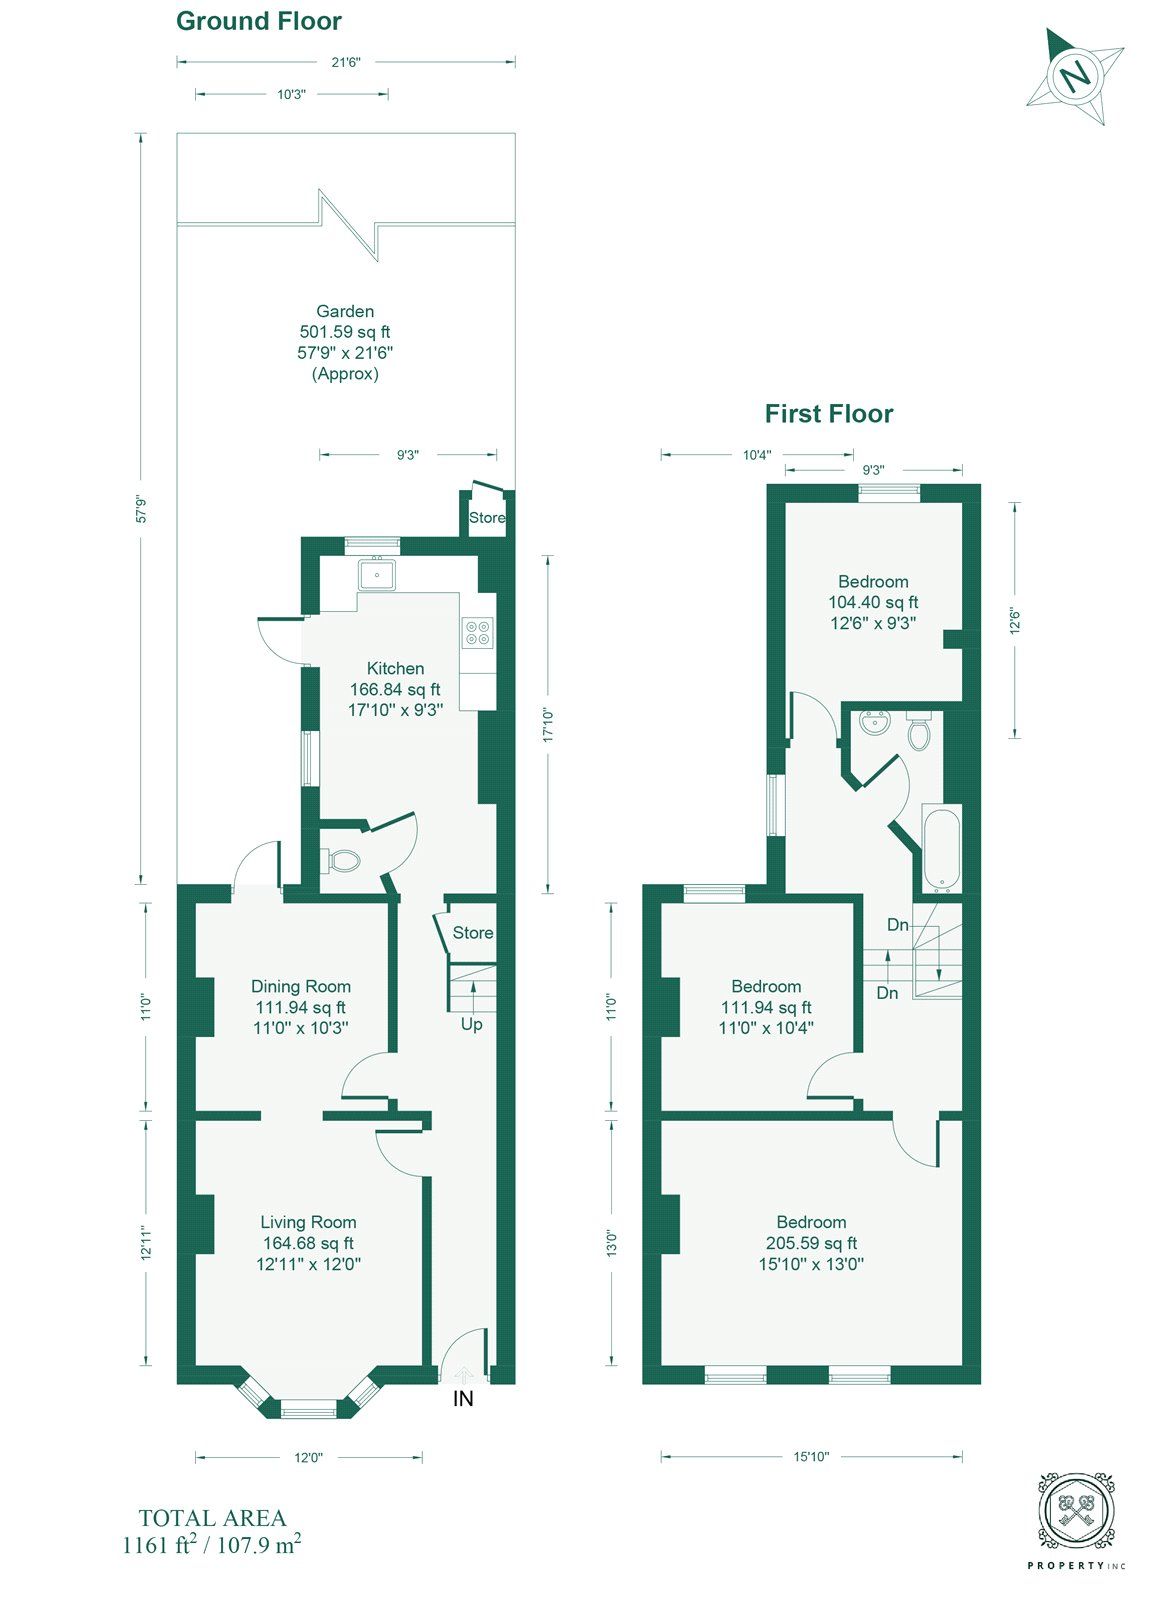 Ground Floor
21'6"
10'3"
N
Garden
501.59 sq ft
57'9" x 21'6"
(Approx)
57'9"
9'3"
Store
Kitchen
166.84 sq ft
17'10" x 9'3"
17'10"
Store
Up
Dining Room
111.94 sq ft
11'0" x 10'3"
11'0"
Living Room
164.68 sq ft
12'11" x 12'0"
12'11"
IN
12'0"
First Floor
10'4"
9'3"
Bedroom
104.40 sq ft
12'6" x 9'3"
12'6"
Dn
Dn
Bedroom
111.94 sq ft
11'0" x 10'4"
11'0"
Bedroom
205.59 sq ft
15'10" x 13'0"
13'0"
15'10"
TOTAL AREA
1161 ft² / 107.9 m²
PROPERTY INC